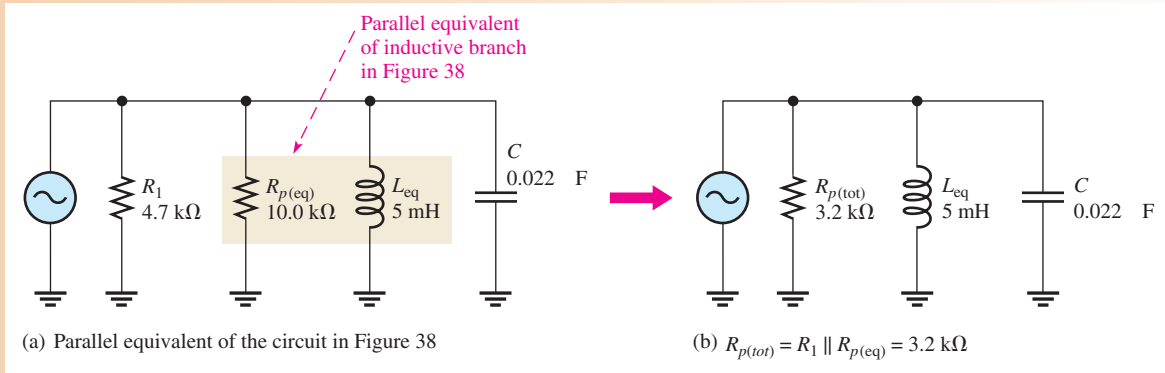 Parallel equivalent
of inductive branch
in Figure 38
R1
4.7 kΩ
Rp(eq)
10.0 kΩ
Leq
5 mH
C
0.022 F
Rp(tot)
3.2 kΩ
Leq
5 mH
C
0.022 F
(a) Parallel equivalent of the circuit in Figure 38
(b) Rp(tot) = R1 || Rp(eq) = 3.2 kΩ